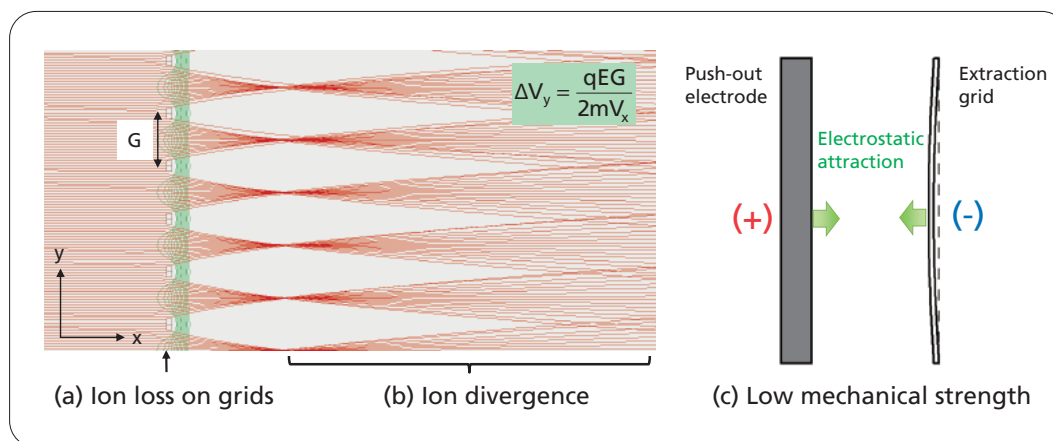 ΔV_y = qEG / 2mV_x
G
y
x
(a) Ion loss on grids
(b) Ion divergence
Push-out
electrode
Extraction
grid
Electrostatic
attraction
(+)
(-)
(c) Low mechanical strength